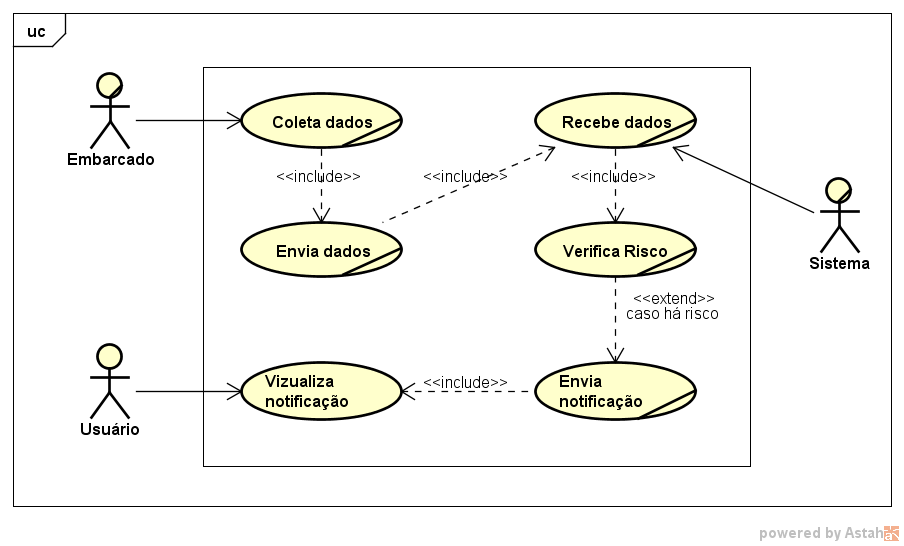 uc
Coleta dados
Recebe dados
Embarcado
<<include>>
<<include>>
<<include>>
Envia dados
Verifica Risco
Sistema
<<extend>>
caso há risco
Vizualiza
notificação
<<include>>
Envia
notificação
Usuário
powered by Astah